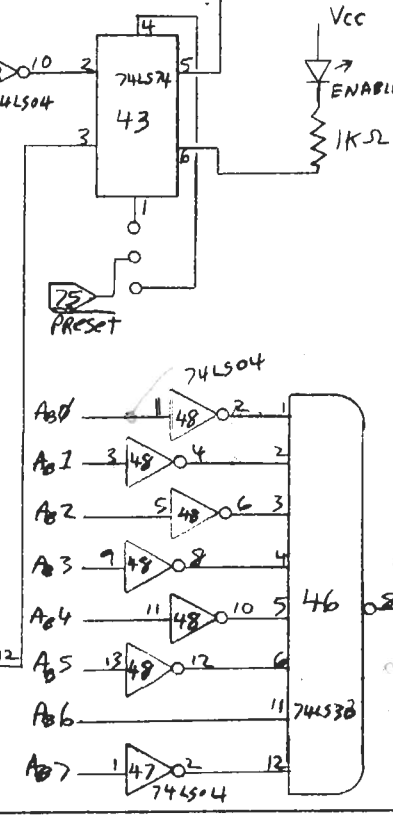 Vcc
4
10 2 74LS74 5
74LS04 43 ENABLE
3 6 1KΩ
1
75
PReset
74LS04
AB0 1 48 2 1
AB1 3 48 4 2
AB2 5 48 6 3
AB3 9 48 8 4
AB4 11 48 10 5 46 8
12 AB5 13 48 12 6
AB6 11 74LS30
AB7 1 47 2 12
74LS04